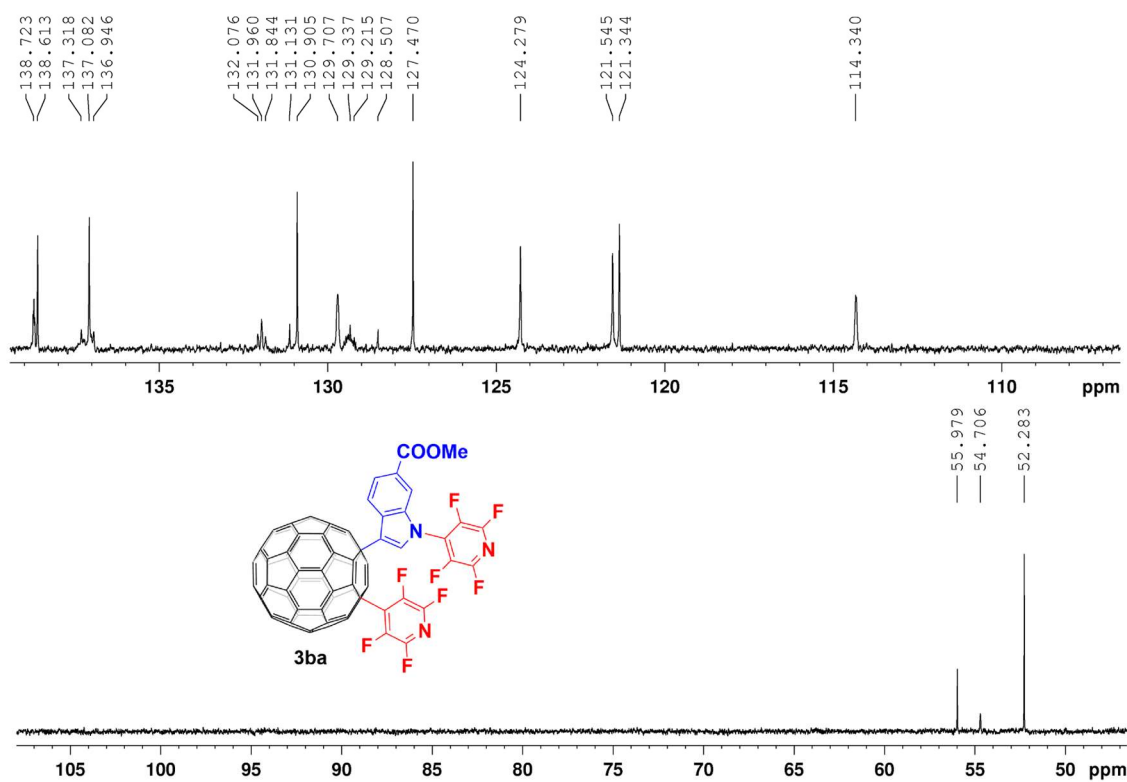 138.723
138.613
137.318
137.082
136.946
132.076
131.960
131.844
131.131
130.905
129.707
129.337
129.215
128.507
127.470
124.279
121.545
121.344
114.340
135 130 125 120 115 110 ppm
55.979
54.706
52.283
COOMe
F
F
N
N
F
F
F
F
N
F
F
3ba
105 100 95 90 85 80 75 70 65 60 55 50 ppm